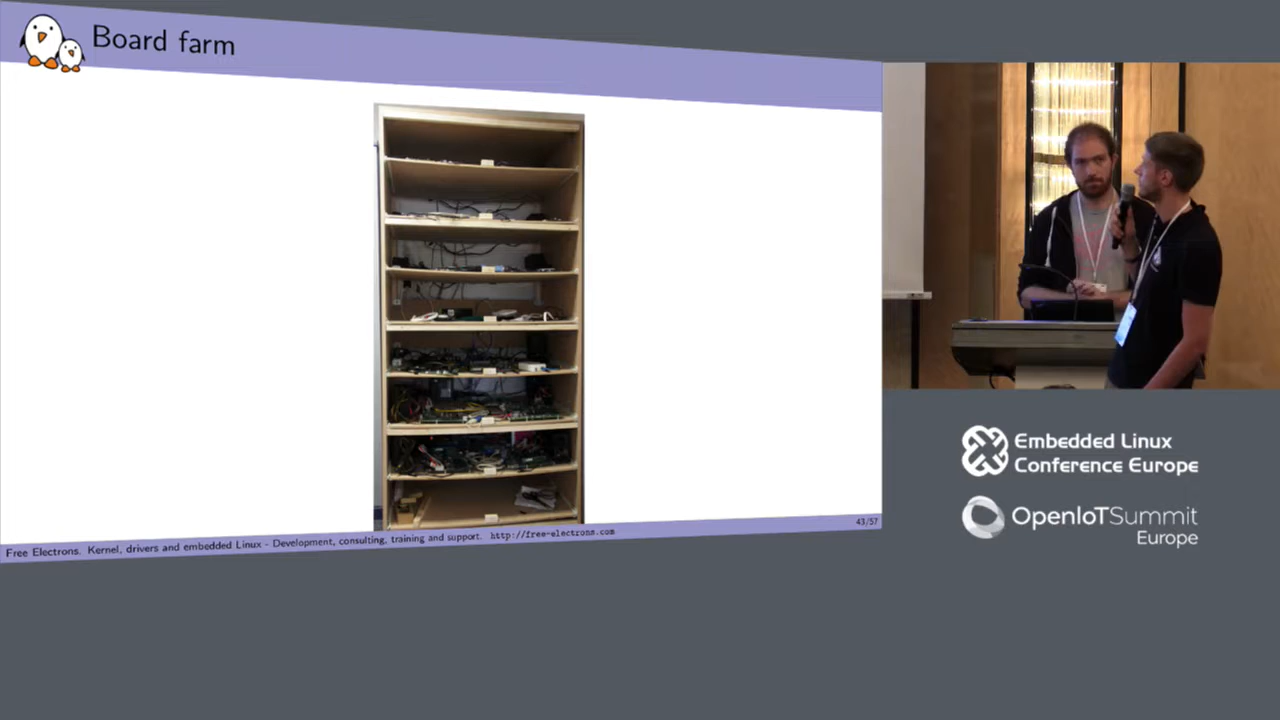 Board farm
Free Electrons. Kernel, drivers and embedded Linux - Development, consulting, training and support. http://free-electrons.com
43/57
Embedded Linux
Conference Europe
OpenIoTSummit
Europe